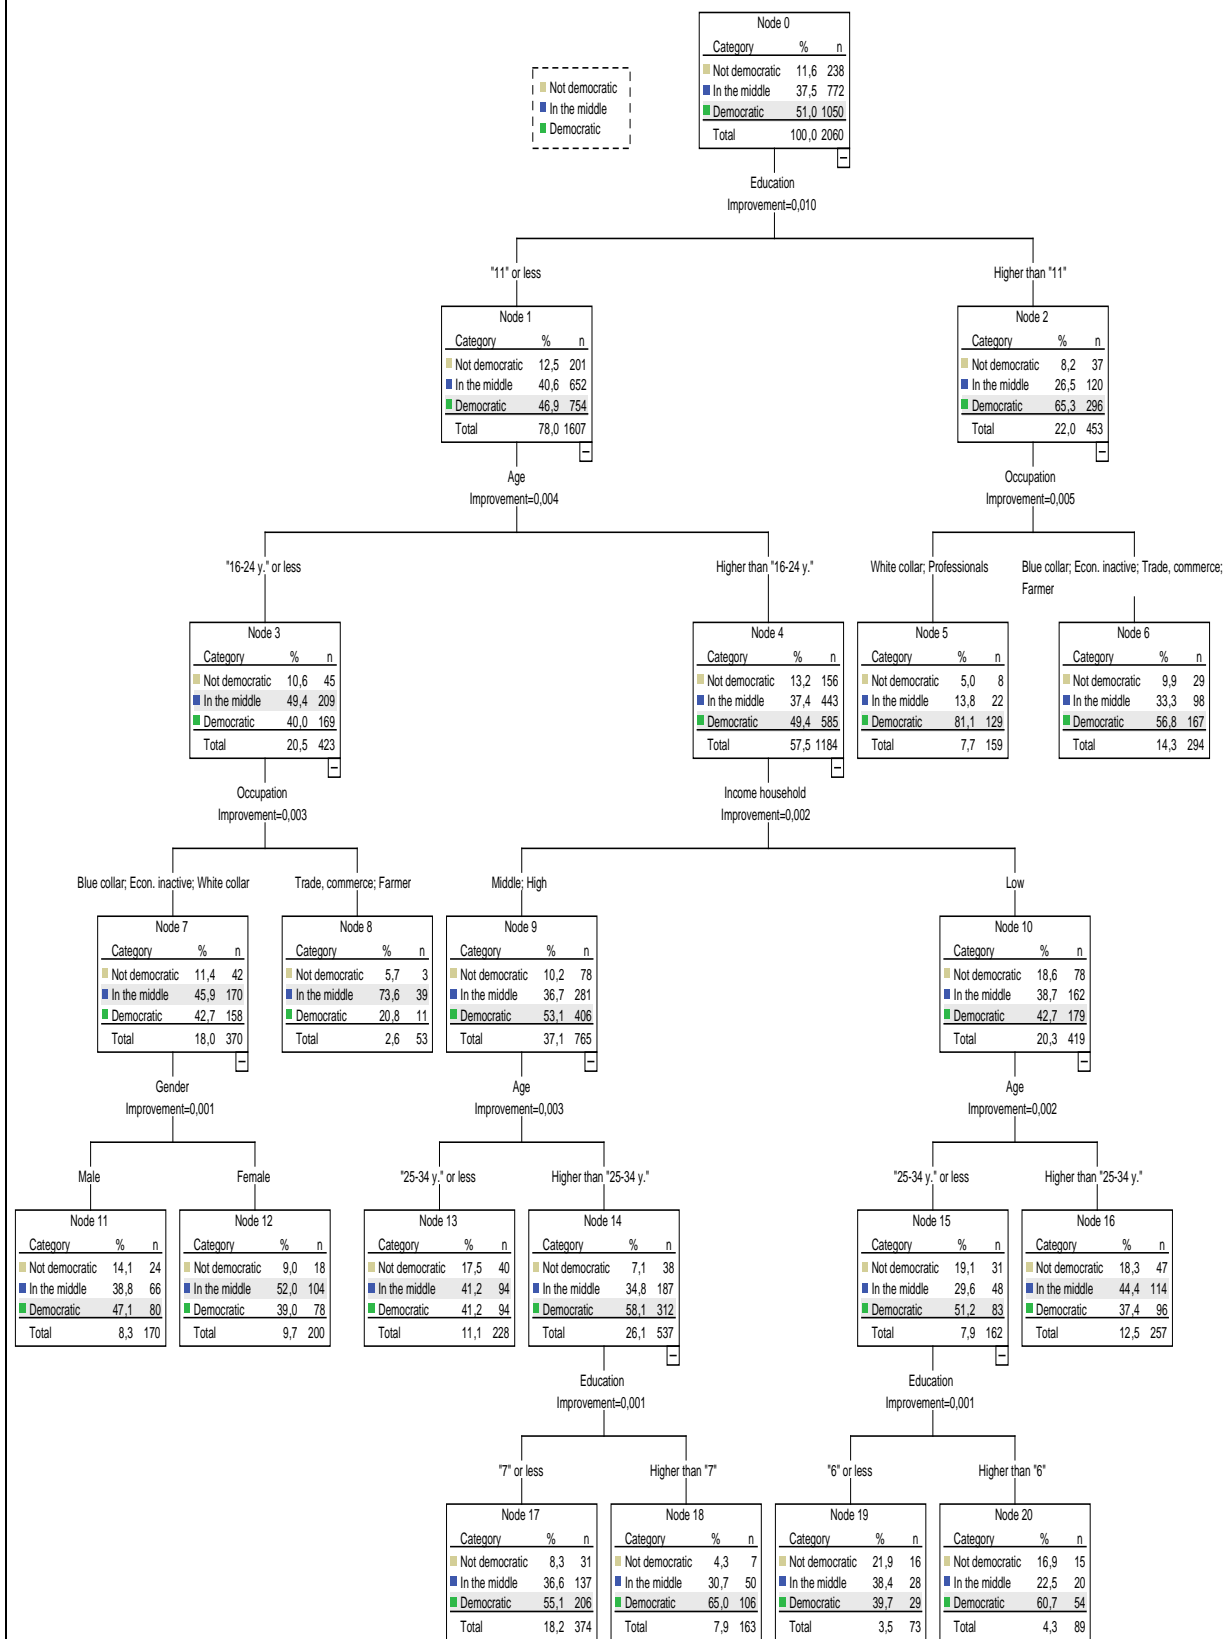 Node 0
Category % n
Not democratic 11,6 238
In the middle 37,5 772
Democratic 51,0 1050
Total 100,0 2060
Not democratic
In the middle
Democratic
Education
Improvement=0,010
"11" or less
Higher than "11"
Node 1
Category % n
Not democratic 12,5 201
In the middle 40,6 652
Democratic 46,9 754
Total 78,0 1607
Node 2
Category % n
Not democratic 8,2 37
In the middle 26,5 120
Democratic 65,3 296
Total 22,0 453
Age
Improvement=0,004
Occupation
Improvement=0,005
"16-24 y." or less
Higher than "16-24 y."
White collar; Professionals
Blue collar; Econ. inactive; Trade, commerce;
Farmer
Node 3
Category % n
Not democratic 10,6 45
In the middle 49,4 209
Democratic 40,0 169
Total 20,5 423
Node 4
Category % n
Not democratic 13,2 156
In the middle 37,4 443
Democratic 49,4 585
Total 57,5 1184
Node 5
Category % n
Not democratic 5,0 8
In the middle 13,8 22
Democratic 81,1 129
Total 7,7 159
Node 6
Category % n
Not democratic 9,9 29
In the middle 33,3 98
Democratic 56,8 167
Total 14,3 294
Occupation
Improvement=0,003
Income household
Improvement=0,002
Blue collar; Econ. inactive; White collar
Trade, commerce; Farmer
Middle; High
Low
Node 7
Category % n
Not democratic 11,4 42
In the middle 45,9 170
Democratic 42,7 158
Total 18,0 370
Node 8
Category % n
Not democratic 5,7 3
In the middle 73,6 39
Democratic 20,8 11
Total 2,6 53
Node 9
Category % n
Not democratic 10,2 78
In the middle 36,7 281
Democratic 53,1 406
Total 37,1 765
Node 10
Category % n
Not democratic 18,6 78
In the middle 38,7 162
Democratic 42,7 179
Total 20,3 419
Gender
Improvement=0,001
Age
Improvement=0,003
Age
Improvement=0,002
Male
Female
"25-34 y." or less
Higher than "25-34 y."
"25-34 y." or less
Higher than "25-34 y."
Node 11
Category % n
Not democratic 14,1 24
In the middle 38,8 66
Democratic 47,1 80
Total 8,3 170
Node 12
Category % n
Not democratic 9,0 18
In the middle 52,0 104
Democratic 39,0 78
Total 9,7 200
Node 13
Category % n
Not democratic 17,5 40
In the middle 41,2 94
Democratic 41,2 94
Total 11,1 228
Node 14
Category % n
Not democratic 7,1 38
In the middle 34,8 187
Democratic 58,1 312
Total 26,1 537
Node 15
Category % n
Not democratic 19,1 31
In the middle 29,6 48
Democratic 51,2 83
Total 7,9 162
Node 16
Category % n
Not democratic 18,3 47
In the middle 44,4 114
Democratic 37,4 96
Total 12,5 257
Education
Improvement=0,001
Education
Improvement=0,001
"7" or less
Higher than "7"
"6" or less
Higher than "6"
Node 17
Category % n
Not democratic 8,3 31
In the middle 36,6 137
Democratic 55,1 206
Total 18,2 374
Node 18
Category % n
Not democratic 4,3 7
In the middle 30,7 50
Democratic 65,0 106
Total 7,9 163
Node 19
Category % n
Not democratic 21,9 16
In the middle 38,4 28
Democratic 39,7 29
Total 3,5 73
Node 20
Category % n
Not democratic 16,9 15
In the middle 22,5 20
Democratic 60,7 54
Total 4,3 89